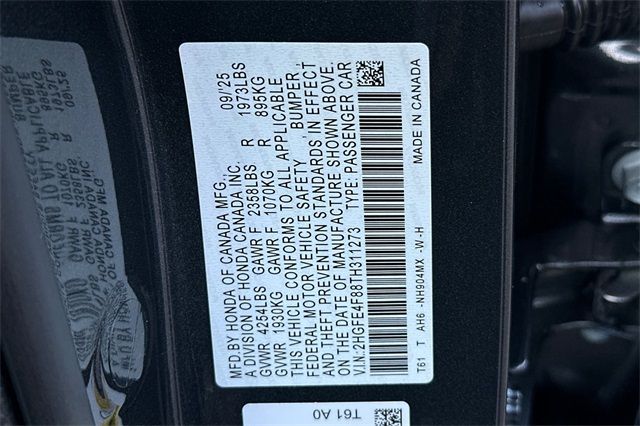 MFD.BY HONDA OF CANADA MFG.,
A DIVISION OF HONDA CANADA INC. 09/'25
GVWR 4254LBS GAWR F 2358LBS R 1973LBS
GVWR 1930KG GAWR F 1070KG R 895KG
THIS VEHICLE CONFORMS TO ALL APPLICABLE
FEDERAL MOTOR VEHICLE SAFETY , BUMPER ,
AND THEFT PREVENTION STANDARDS IN EFFECT
ON THE DATE OF MANUFACTURE SHOWN ABOVE.
V.I.N.:2HGFE4F88TH311273 TYPE: PASSENGER CAR
T61 T AH6 -NH904MX -W -H
MADE IN CANADA
T61 A0